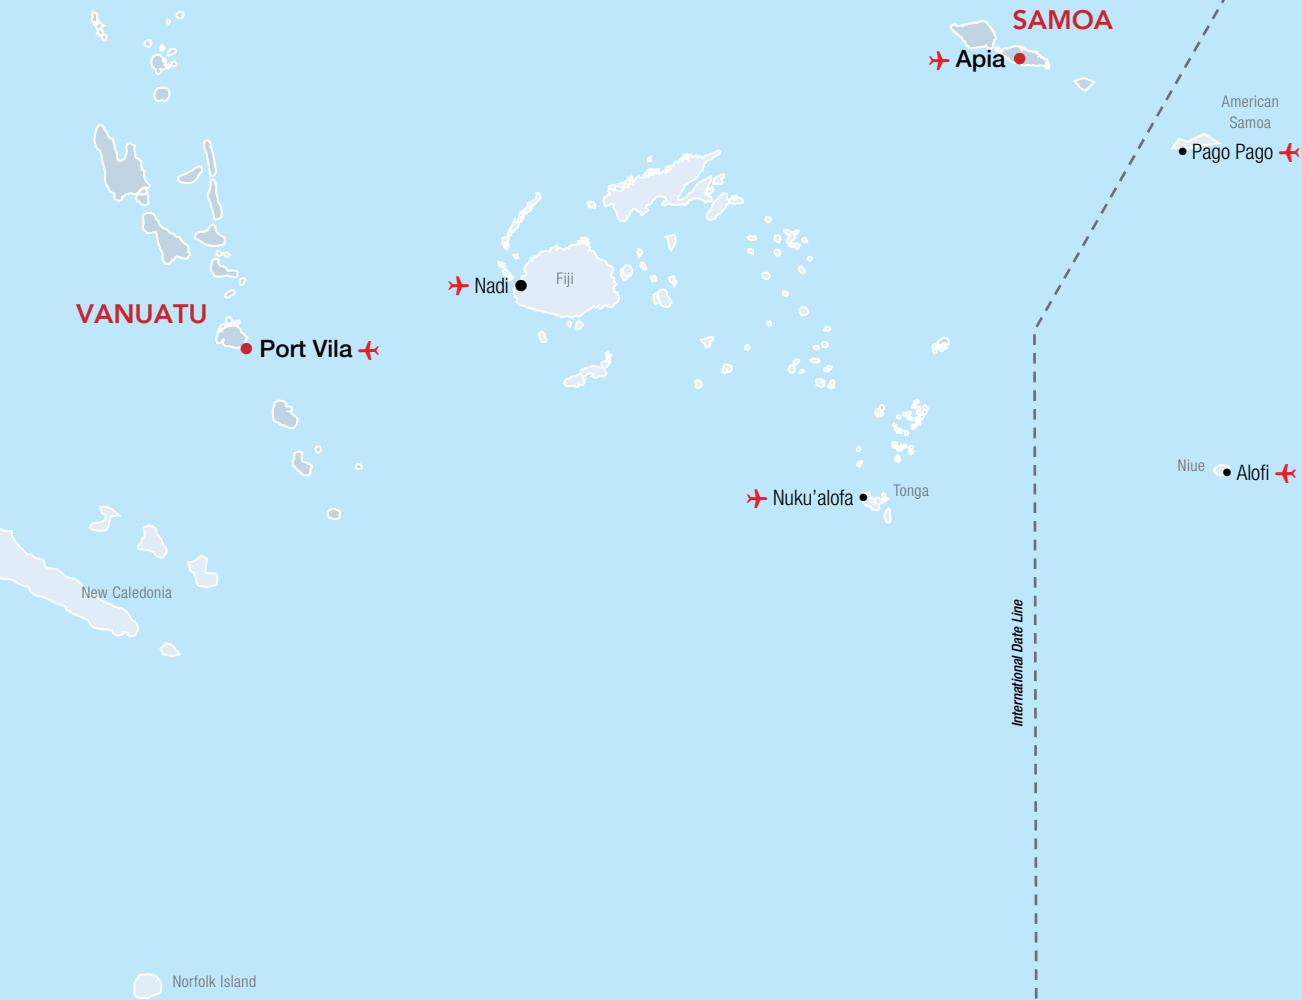 SAMOA
Apia
American
Samoa
Pago Pago
Fiji
Nadi
VANUATU
Port Vila
Niue
Alofi
Nuku’alofa
Tonga
New Caledonia
International Date Line
Norfolk Island